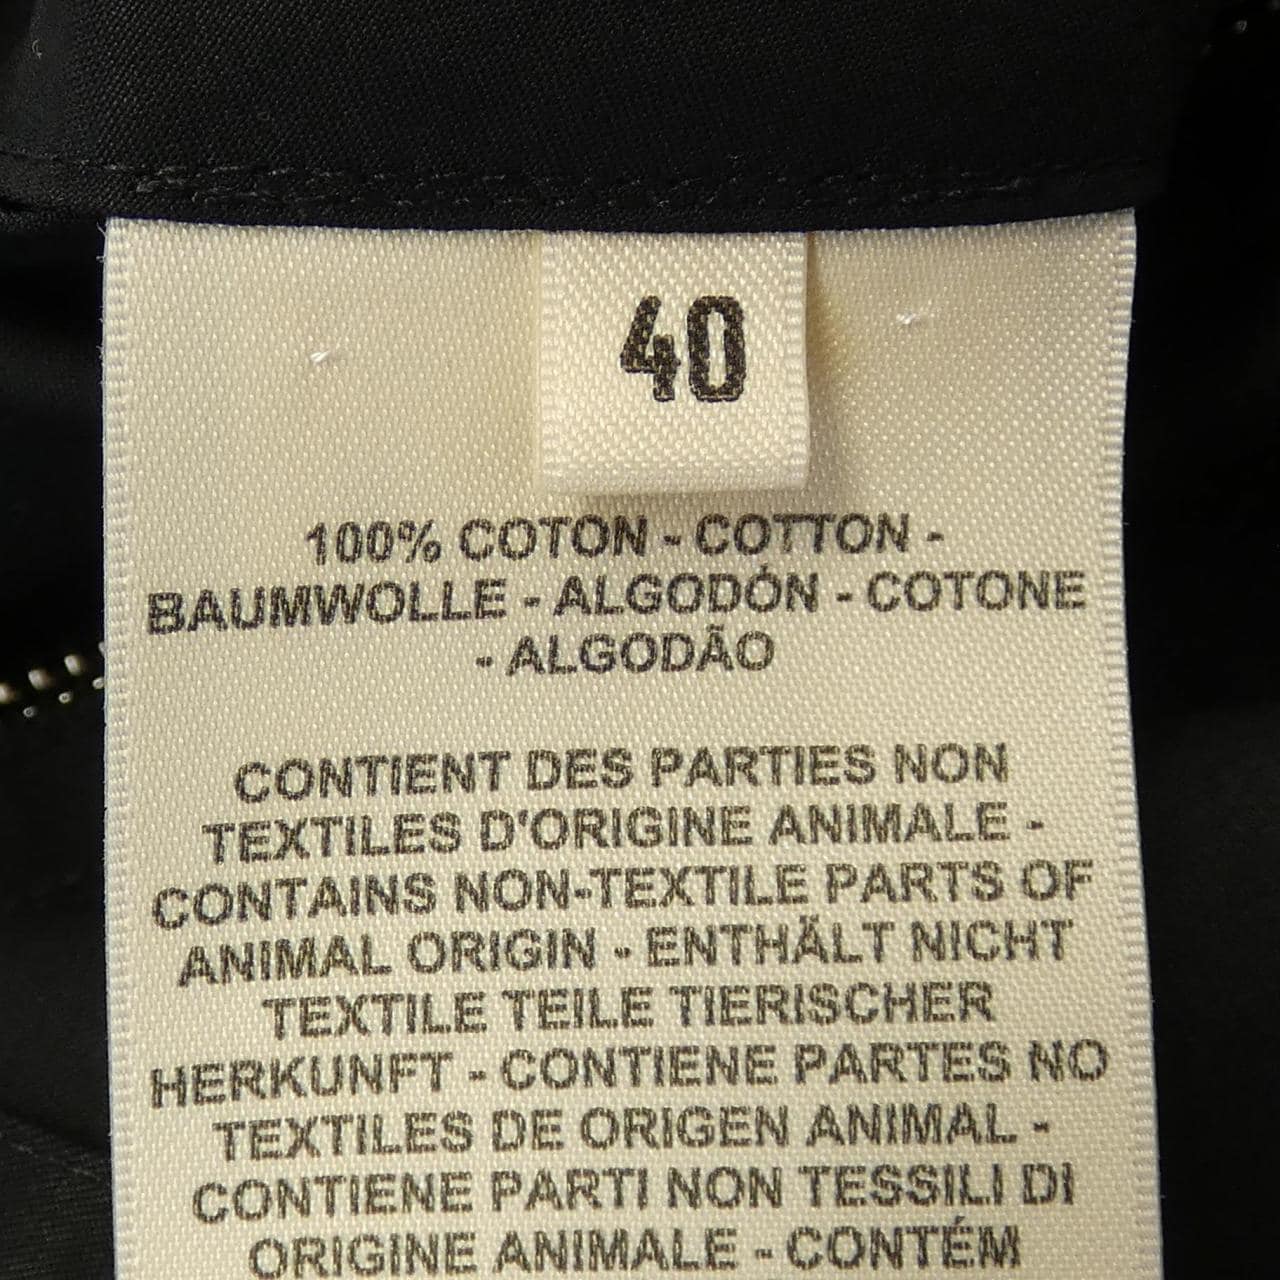 40
100% COTON - COTTON -
BAUMWOLLE - ALGODÓN - COTONE
- ALGODÃO
CONTIENT DES PARTIES NON
TEXTILES D'ORIGINE ANIMALE -
CONTAINS NON-TEXTILE PARTS OF
ANIMAL ORIGIN - ENTHÄLT NICHT
TEXTILE TEILE TIERISCHER
HERKUNFT - CONTIENE PARTES NO
TEXTILES DE ORIGEN ANIMAL -
CONTIENE PARTI NON TESSILI DI
ORIGINE ANIMALE - CONTÉM